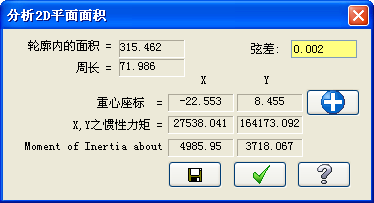 分析2D平面面积
轮廓内的面积 = 315.462 弦差: 0.002
周长 = 71.986
X Y
重心座标 = -22.553 8.455
X,Y之惯性力矩 = 27538.041 164173.092
Moment of Inertia about 4985.95 3718.067